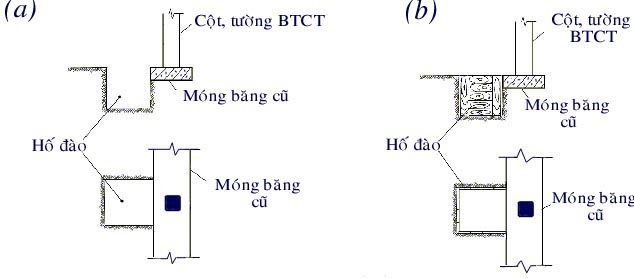 (a)
Cột, tường BTCT
Móng băng cũ
Hố đào
Móng băng
cũ
(b)
Cột, tường
BTCT
Móng băng
cũ
Hố đào
Móng băng
cũ